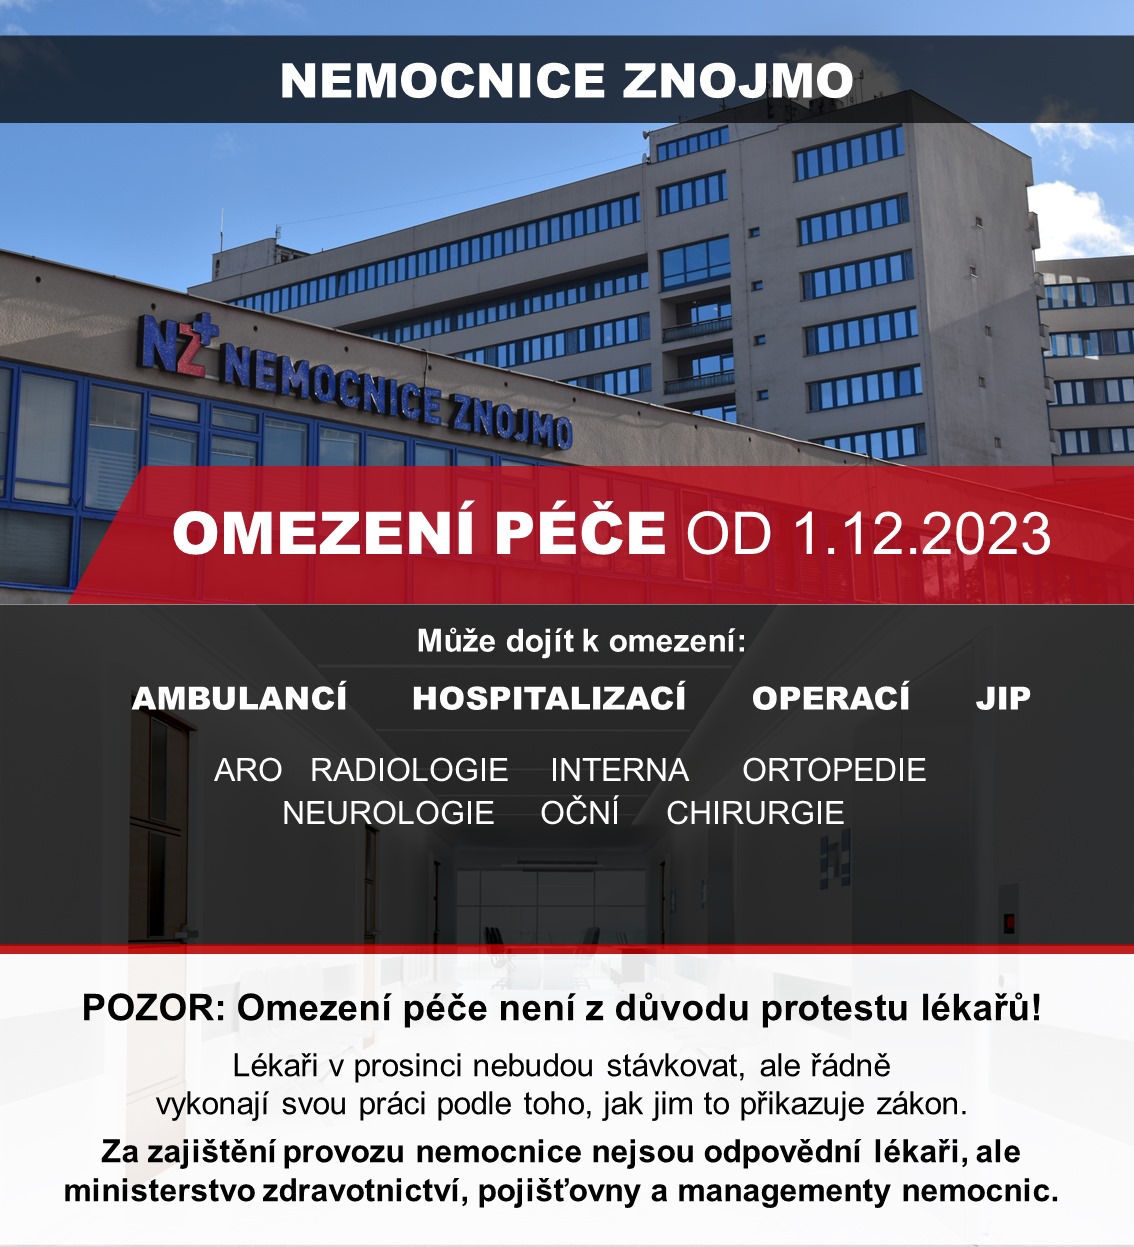 NEMOCNICE ZNOJMO
NZ+ NEMOCNICE ZNOJMO
OMEZENÍ PÉČE OD 1.12.2023
Může dojít k omezení:
AMBULANCÍ HOSPITALIZACÍ OPERACÍ JIP
ARO RADIOLOGIE INTERNA ORTOPEDIE
NEUROLOGIE OČNÍ CHIRURGIE
POZOR: Omezení péče není z důvodu protestu lékařů!
Lékaři v prosinci nebudou stávkovat, ale řádně
vykonají svou práci podle toho, jak jim to přikazuje zákon.
Za zajištění provozu nemocnice nejsou odpovědní lékaři, ale
ministerstvo zdravotnictví, pojišťovny a managementy nemocnic.